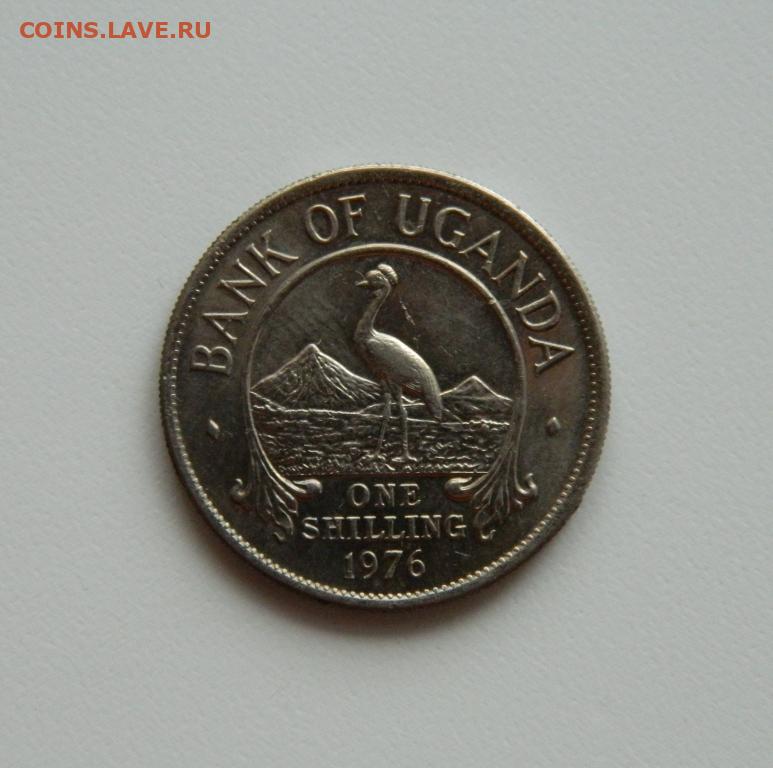 COINS.LAVE.RU
BANK OF UGANDA
ONE
SHILLING
1976